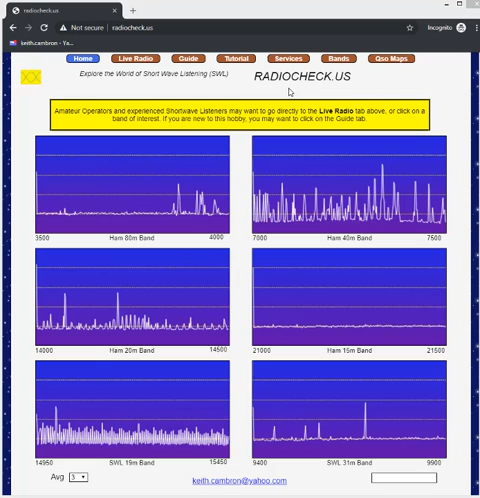 radiocheck.us
Not secure | radiocheck.us
Incognito
keith.cambron - Ya...
Home Live Radio Guide Tutorial Services Bands Qso Maps
Explore the World of Short Wave Listening (SWL) RADIOCHECK.US
Amateur Operators and experienced Shortwave Listeners may want to go directly to the Live Radio tab above, or click on a
band of interest. If you are new to this hobby, you may want to click on the Guide tab.
3500 Ham 80m Band 4000
7000 Ham 40m Band 7500
14000 Ham 20m Band 14500
21000 Ham 15m Band 21500
14950 SWL 19m Band 15450
9400 SWL 31m Band 9900
Avg 3
keith.cambron@yahoo.com